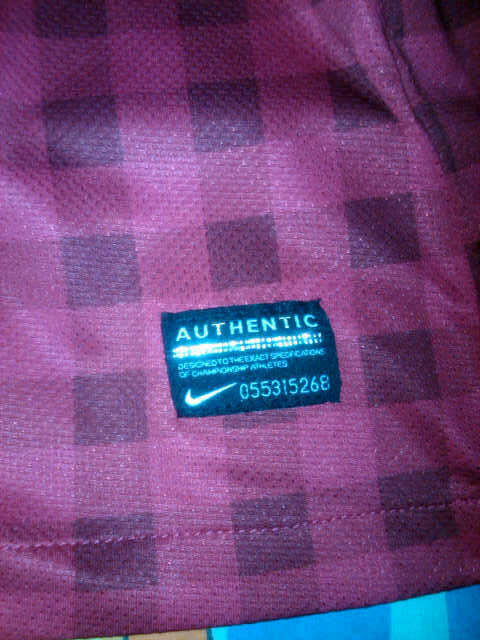 AUTHENTIC
DESIGNED TO THE EXACT SPECIFICATIONS
OF CHAMPIONSHIP ATHLETES
055315268